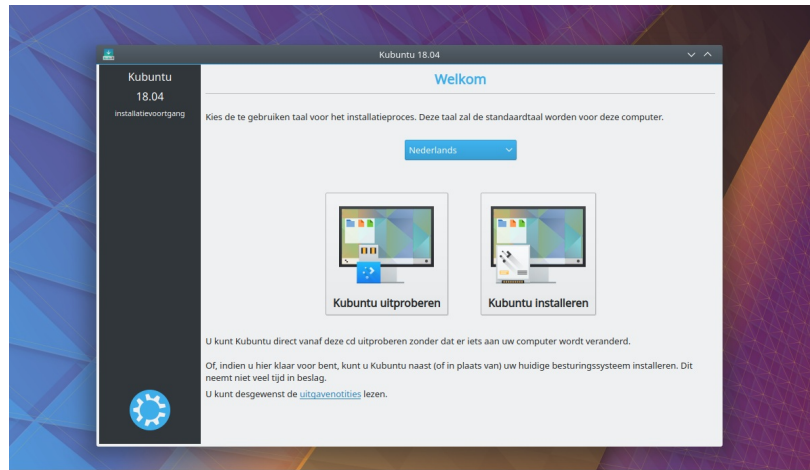 Kubuntu 18.04
Kubuntu
18.04
installatievoortgang
Welkom
Kies de te gebruiken taal voor het installatieproces. Deze taal zal de standaardtaal worden voor deze computer.
Nederlands
Kubuntu uitproberen
Kubuntu installeren
U kunt Kubuntu direct vanaf deze cd uitproberen zonder dat er iets aan uw computer wordt veranderd.
Of, indien u hier klaar voor bent, kunt u Kubuntu naast (of in plaats van) uw huidige besturingssysteem installeren. Dit
neemt niet veel tijd in beslag.
U kunt desgewenst de uitgavenotities lezen.